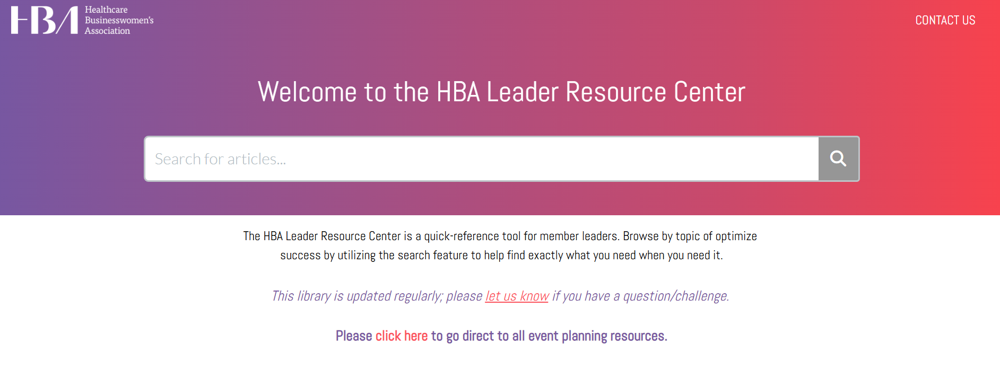 HBA
Healthcare
Businesswomen's
Association
CONTACT US
Welcome to the HBA Leader Resource Center
Search for articles...
The HBA Leader Resource Center is a quick-reference tool for member leaders. Browse by topic of optimize
success by utilizing the search feature to help find exactly what you need when you need it.
This library is updated regularly; please let us know if you have a question/challenge.
Please click here to go direct to all event planning resources.